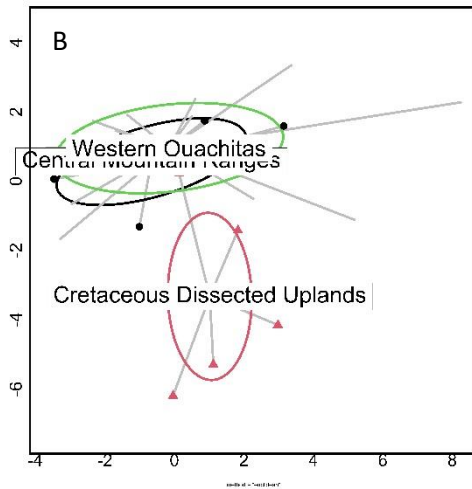 B
4
2
0
-2
-4
-6
Western Ouachitas
Central Mountain Ranges
Cretaceous Dissected Uplands
-4 -2 0 2 4 6 8